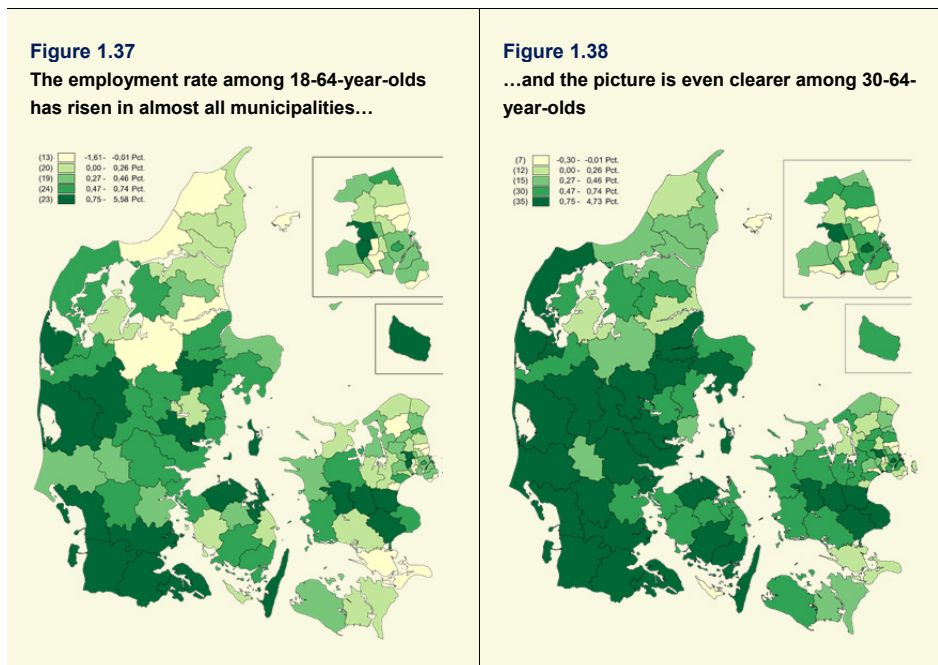 Figure 1.37
The employment rate among 18-64-year-olds
has risen in almost all municipalities…
(13) -1,61- -0,01 Pct.
(20) 0,00 - 0,26 Pct.
(19) 0,27 - 0,46 Pct.
(24) 0,47 - 0,74 Pct.
(23) 0,75 - 5,58 Pct.
Figure 1.38
…and the picture is even clearer among 30-64-
year-olds
(7) -0,30 - -0,01 Pct.
(12) 0,00 - 0,26 Pct.
(15) 0,27 - 0,46 Pct.
(30) 0,47 - 0,74 Pct.
(35) 0,75 - 4,73 Pct.